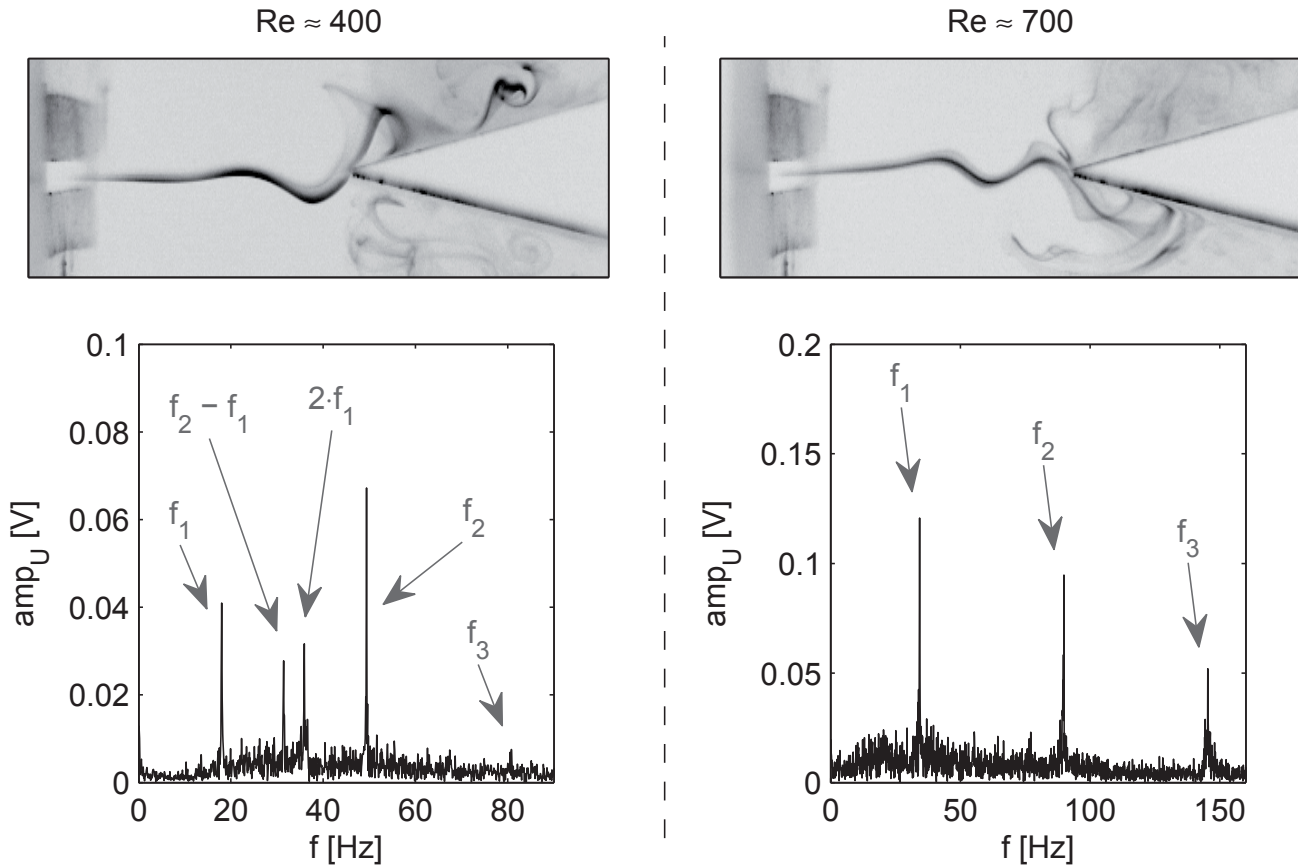 Re ≈ 400
Re ≈ 700
0.1
0.08
0.06
0.04
0.02
0
amp_U [V]
f_1
f_2 − f_1
2·f_1
f_2
f_3
0 20 40 60 80
f [Hz]
0.2
0.15
0.1
0.05
0
amp_U [V]
f_1
f_2
f_3
0 50 100 150
f [Hz]